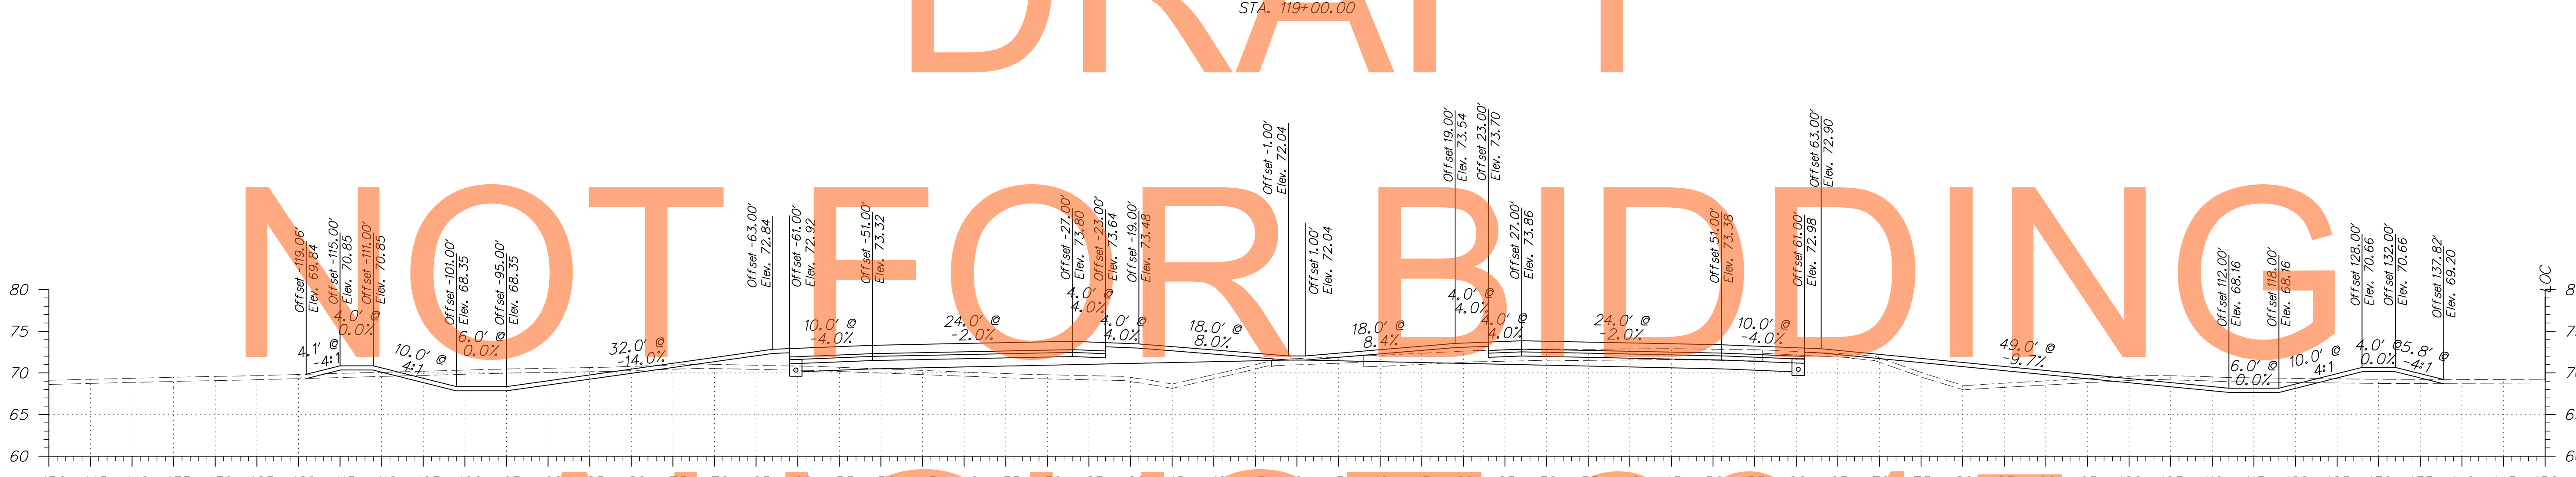 DRAFT
STA. 119+00.00
NOT FOR BIDDING
Offset -119.06'
Elev. 69.84
Offset -115.00'
Elev. 70.85
Offset -111.00'
Elev. 70.85
Offset -101.00'
Elev. 68.35
Offset -95.00'
Elev. 68.35
Offset -63.00'
Elev. 72.84
Offset -61.00'
Elev. 72.92
Offset -51.00'
Elev. 73.32
Offset -27.00'
Elev. 73.80
Offset -23.00'
Elev. 73.64
Offset -19.00'
Elev. 73.48
Offset -1.00'
Elev. 72.04
Offset 1.00'
Elev. 72.04
Offset 19.00'
Elev. 73.54
Offset 23.00'
Elev. 73.70
Offset 27.00'
Elev. 73.86
Offset 51.00'
Elev. 73.38
Offset 61.00'
Elev. 72.98
Offset 63.00'
Elev. 72.90
Offset 112.00'
Elev. 68.16
Offset 118.00'
Elev. 68.16
Offset 128.00'
Elev. 70.66
Offset 132.00'
Elev. 70.66
Offset 137.82'
Elev. 69.20
4.1' @
-4:1
4.0' @
0.0%
10.0' @
4:1
6.0' @
0.0%
32.0' @
-14.0%
10.0' @
-4.0%
24.0' @
-2.0%
4.0' @
4.0%
4.0' @
4.0%
18.0' @
8.0%
18.0' @
8.4%
4.0' @
4.0%
4.0' @
4.0%
24.0' @
-2.0%
10.0' @
-4.0%
49.0' @
-9.7%
6.0' @
0.0%
10.0' @
4:1
4.0' @
0.0%
5.8' @
-4:1
80
75
70
65
60